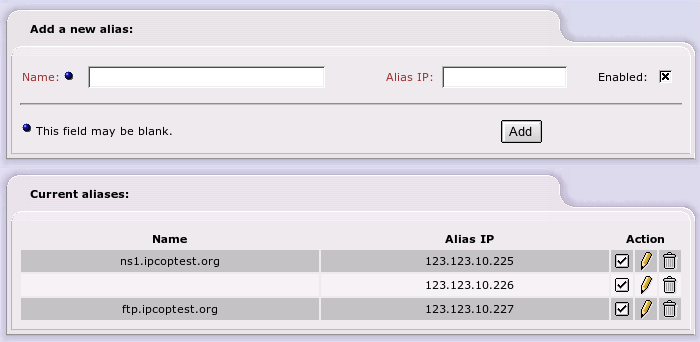 Add a new alias:
Name: Alias IP: Enabled:
This field may be blank. Add
Current aliases:
Name Alias IP Action
ns1.ipcoptest.org 123.123.10.225
123.123.10.226
ftp.ipcoptest.org 123.123.10.227